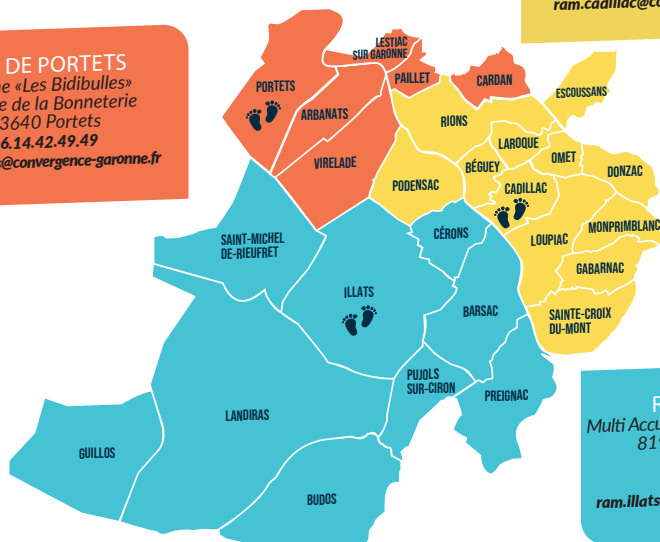 ram.cadillac@co
DE PORTETS
e «Les Bidibulles»
e de la Bonneterie
3640 Portets
6.14.42.49.49
s@convergence-garonne.fr
LESTIAC
SUR GARONNE
PORTETS
PAILLET
CARDAN
ESCOUSSANS
ARBANATS
RIONS
LAROQUE
VIRELADE
BÉGUEY
OMET
DONZAC
PODENSAC
CADILLAC
MONPRIMBLANC
CÉRONS
LOUPIAC
SAINT-MICHEL
DE-RIEUFRET
GABARNAC
ILLATS
BARSAC
SAINTE-CROIX
DU-MONT
PUJOLS
SUR-CIRON
PREIGNAC
LANDIRAS
GUILLOS
BUDOS
Multi Accu
819
ram.illats